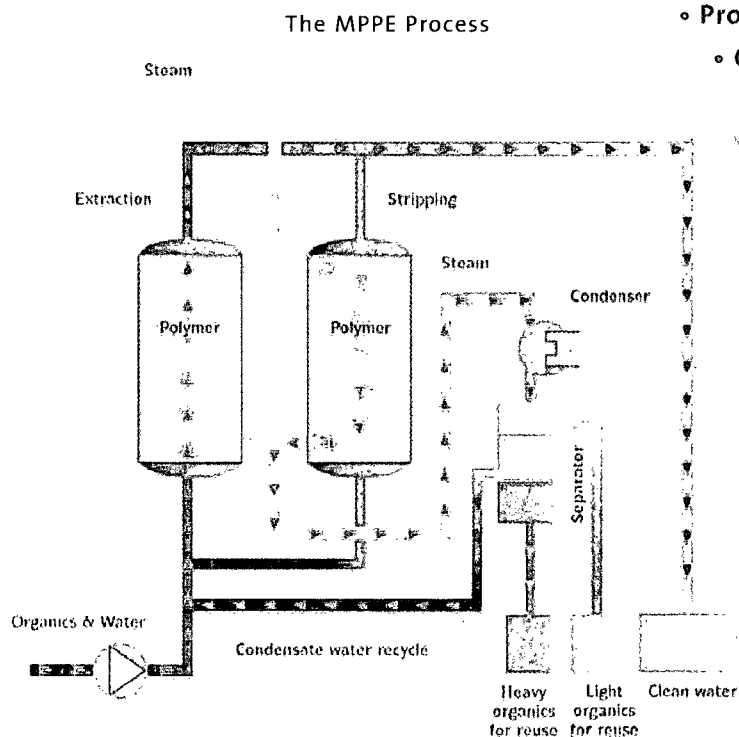 The MPPE Process
• Pro
•
Steam
Extraction
Stripping
Steam
Condenser
Polymer
Polymer
Separator
Organics & Water
Condensate water recycle
Heavy
organics
for reuse
Light
organics
for reuse
Clean water